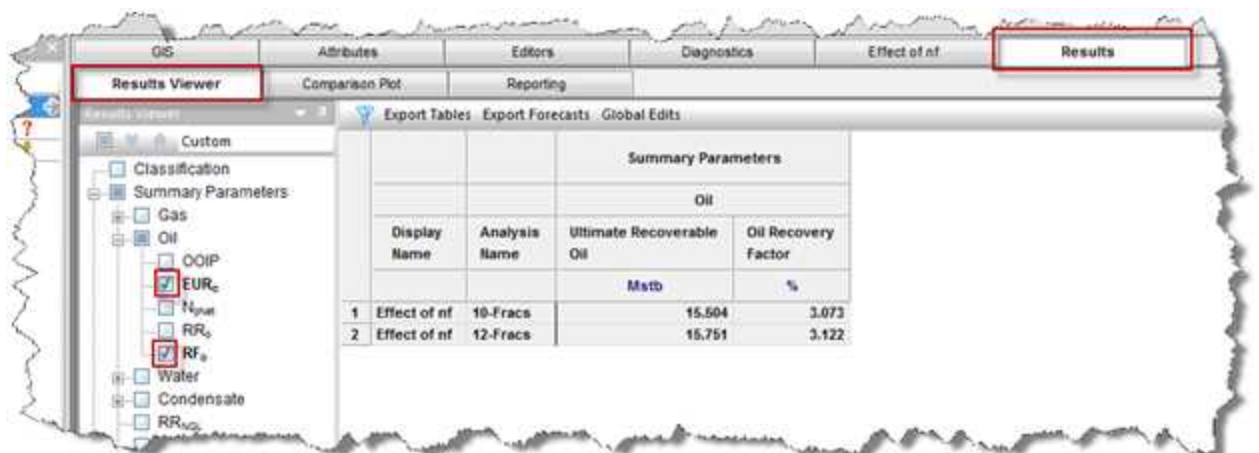 GIS Attributes Editors Diagnostics Effect of nf Results
Results Viewer Comparison Plot Reporting
Results Viewer
Export Tables Export Forecasts Global Edits
Custom
Classification
Summary Parameters
Gas
Oil
OOIP
EURo
RRo
RFo
Water
Condensate
RRNGL
Summary Parameters
Oil
Display Name Analysis Name Ultimate Recoverable Oil Oil Recovery Factor
Mstb %
1 Effect of nf 10-Fracs 15.504 3.073
2 Effect of nf 12-Fracs 15.751 3.122
?